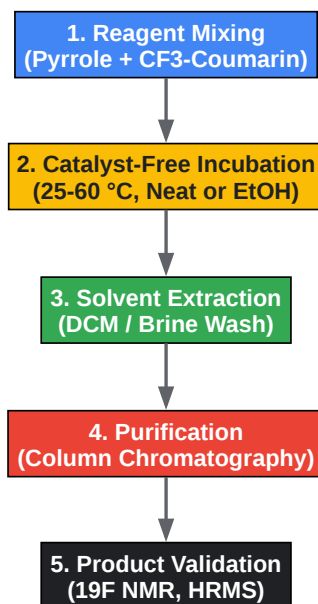 1. Reagent Mixing
(Pyrrole + CF3-Coumarin)
2. Catalyst-Free Incubation
(25-60 °C, Neat or EtOH)
3. Solvent Extraction
(DCM / Brine Wash)
4. Purification
(Column Chromatography)
5. Product Validation
(19F NMR, HRMS)